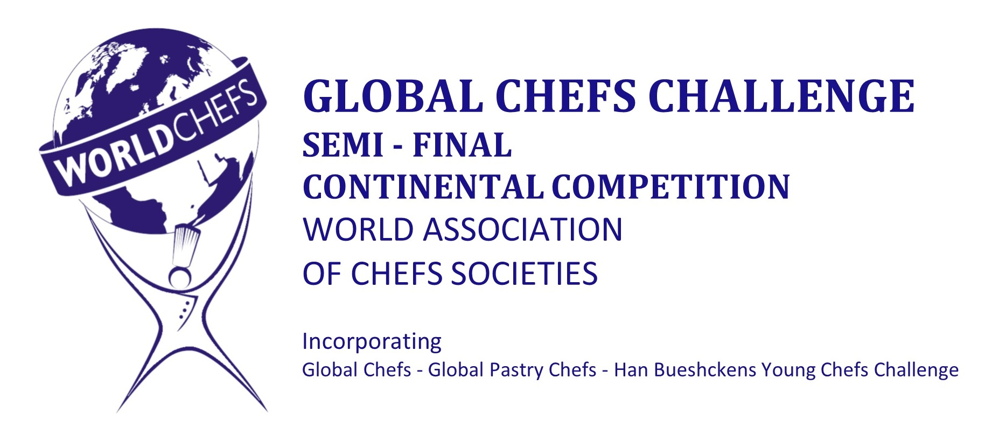 WORLDCHEFS
GLOBAL CHEFS CHALLENGE
SEMI - FINAL
CONTINENTAL COMPETITION
WORLD ASSOCIATION
OF CHEFS SOCIETIES
Incorporating
Global Chefs - Global Pastry Chefs - Han Bueshckens Young Chefs Challenge